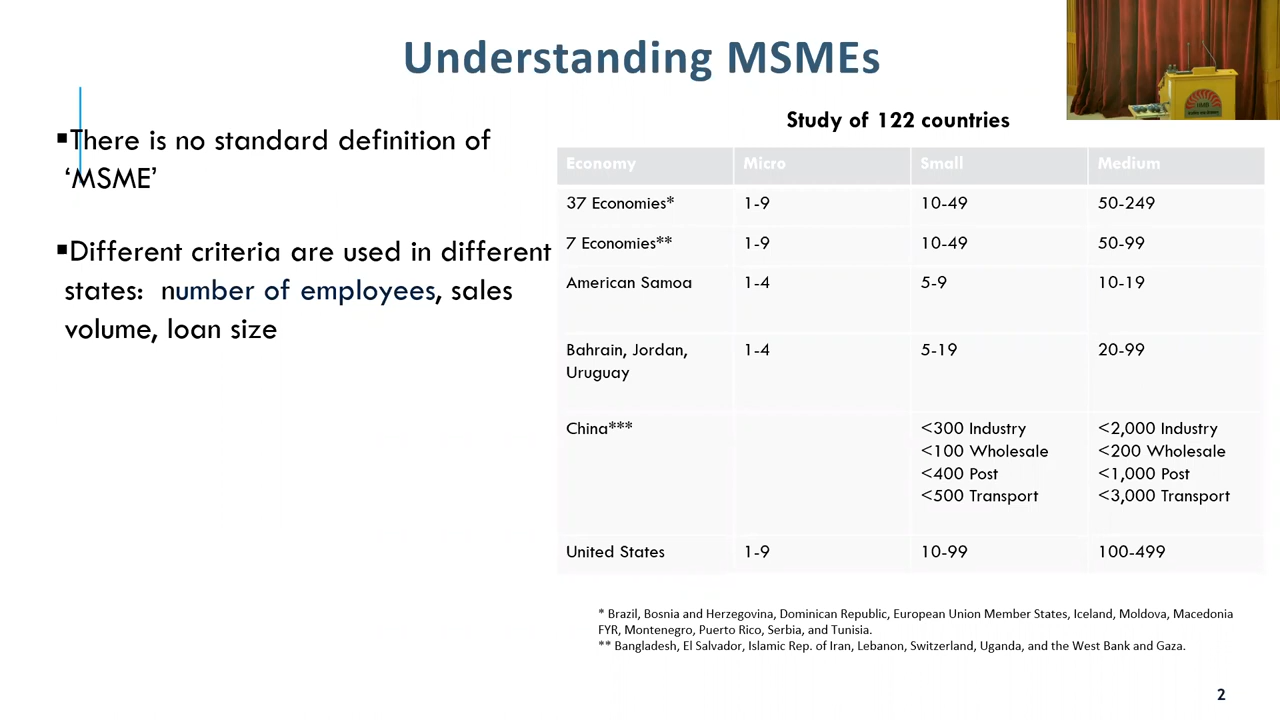 Understanding MSMEs
▪There is no standard definition of
‘MSME’
▪Different criteria are used in different
states: number of employees, sales
volume, loan size
Study of 122 countries
Economy Micro Small Medium
37 Economies* 1-9 10-49 50-249
7 Economies** 1-9 10-49 50-99
American Samoa 1-4 5-9 10-19
Bahrain, Jordan, 1-4 5-19 20-99
Uruguay
China*** <300 Industry <2,000 Industry
<100 Wholesale <200 Wholesale
<400 Post <1,000 Post
<500 Transport <3,000 Transport
United States 1-9 10-99 100-499
* Brazil, Bosnia and Herzegovina, Dominican Republic, European Union Member States, Iceland, Moldova, Macedonia
FYR, Montenegro, Puerto Rico, Serbia, and Tunisia.
** Bangladesh, El Salvador, Islamic Rep. of Iran, Lebanon, Switzerland, Uganda, and the West Bank and Gaza.
2